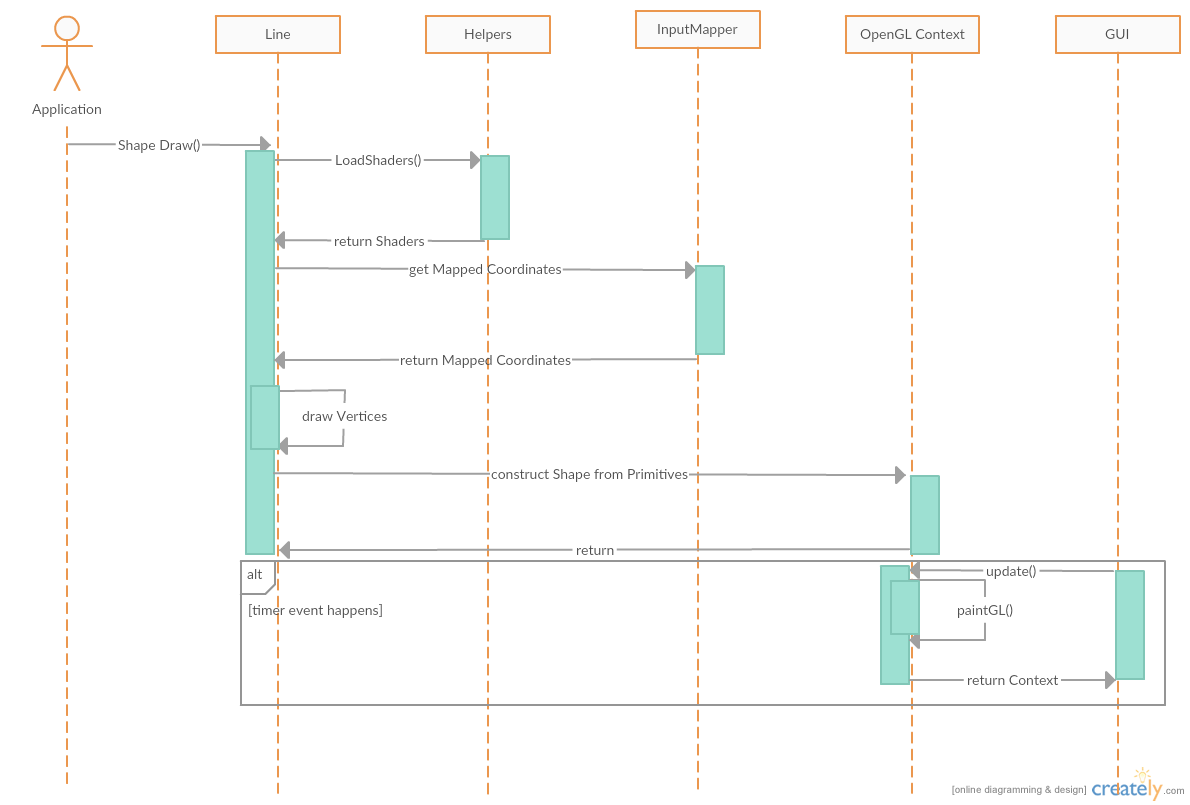 Line
Helpers
InputMapper
OpenGL Context
GUI
Application
Shape Draw()
LoadShaders()
return Shaders
get Mapped Coordinates
return Mapped Coordinates
draw Vertices
construct Shape from Primitives
return
alt
update()
[timer event happens]
paintGL()
return Context
[online diagramming & design] creately.com